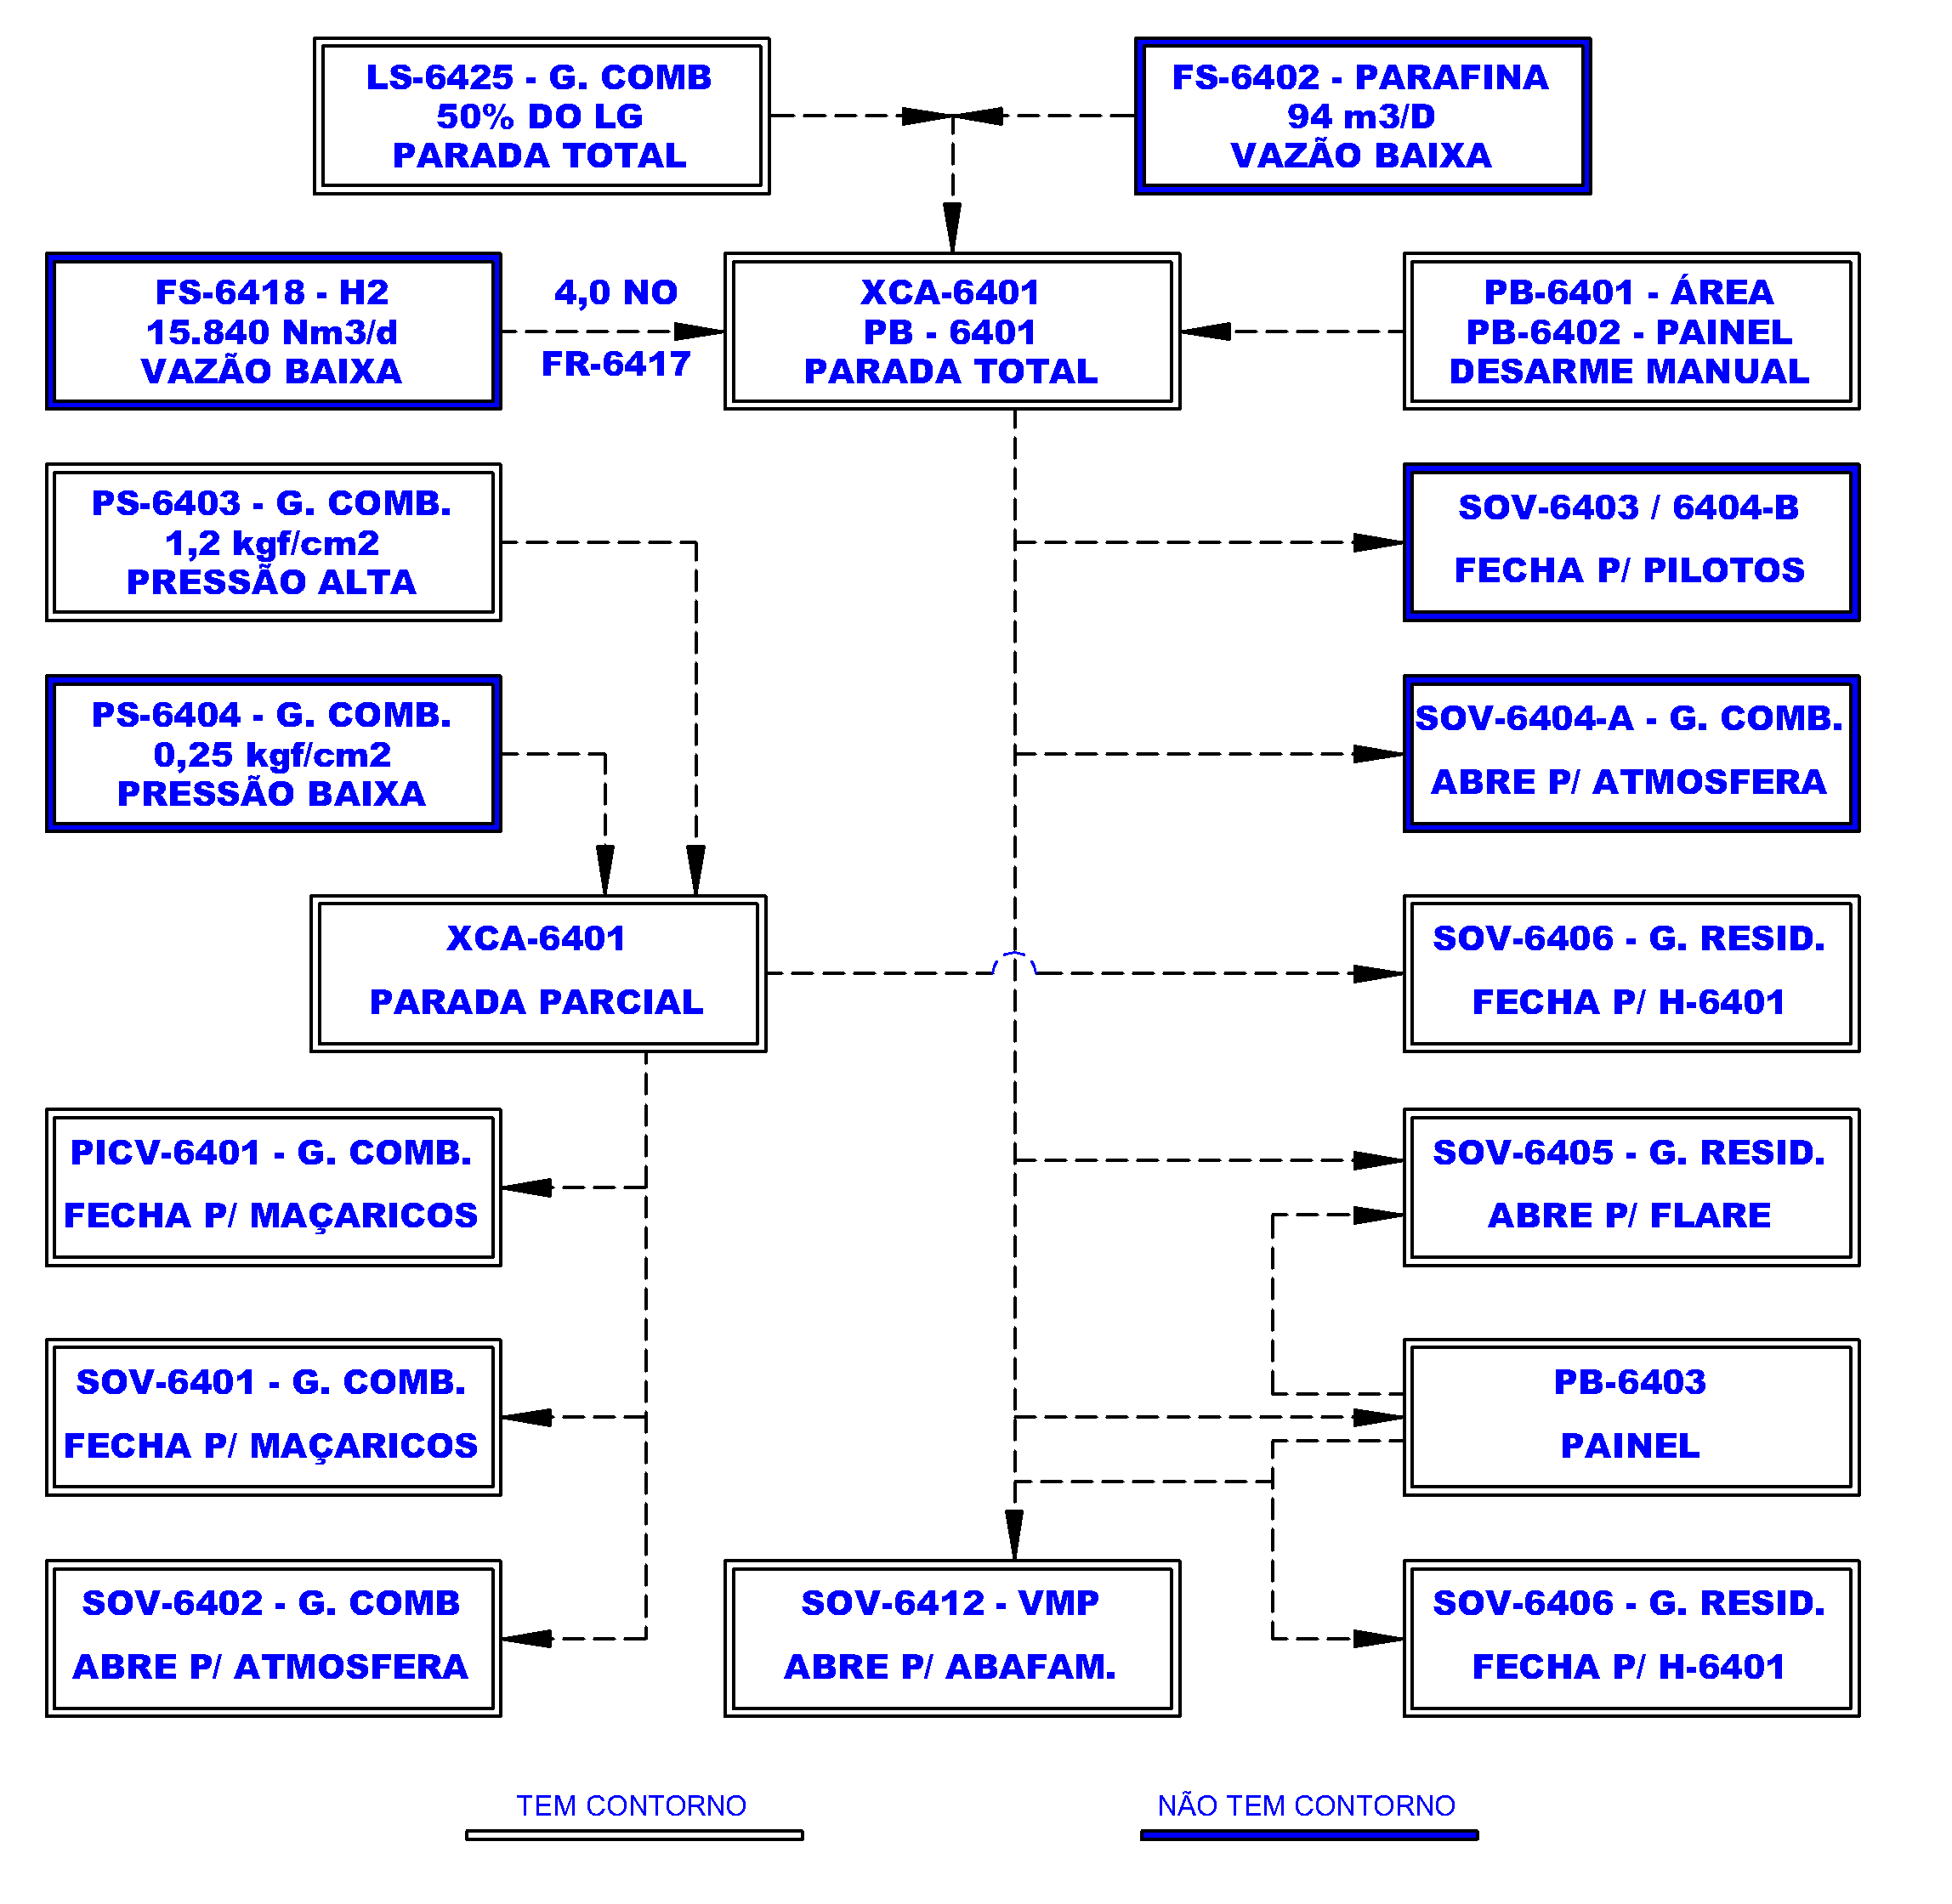 LS-6425 - G. COMB
50% DO LG
PARADA TOTAL
FS-6402 - PARAFINA
94 m3/D
VAZÃO BAIXA
FS-6418 - H2
15.840 Nm3/d
VAZÃO BAIXA
4,0 NO
FR-6417
XCA-6401
PB - 6401
PARADA TOTAL
PB-6401 - ÁREA
PB-6402 - PAINEL
DESARME MANUAL
PS-6403 - G. COMB.
1,2 kgf/cm2
PRESSÃO ALTA
SOV-6403 / 6404-B
FECHA P/ PILOTOS
PS-6404 - G. COMB.
0,25 kgf/cm2
PRESSÃO BAIXA
SOV-6404-A - G. COMB.
ABRE P/ ATMOSFERA
XCA-6401
PARADA PARCIAL
SOV-6406 - G. RESID.
FECHA P/ H-6401
PICV-6401 - G. COMB.
FECHA P/ MAÇARICOS
SOV-6405 - G. RESID.
ABRE P/ FLARE
SOV-6401 - G. COMB.
FECHA P/ MAÇARICOS
PB-6403
PAINEL
SOV-6402 - G. COMB
ABRE P/ ATMOSFERA
SOV-6412 - VMP
ABRE P/ ABAFAM.
SOV-6406 - G. RESID.
FECHA P/ H-6401
TEM CONTORNO
NÃO TEM CONTORNO